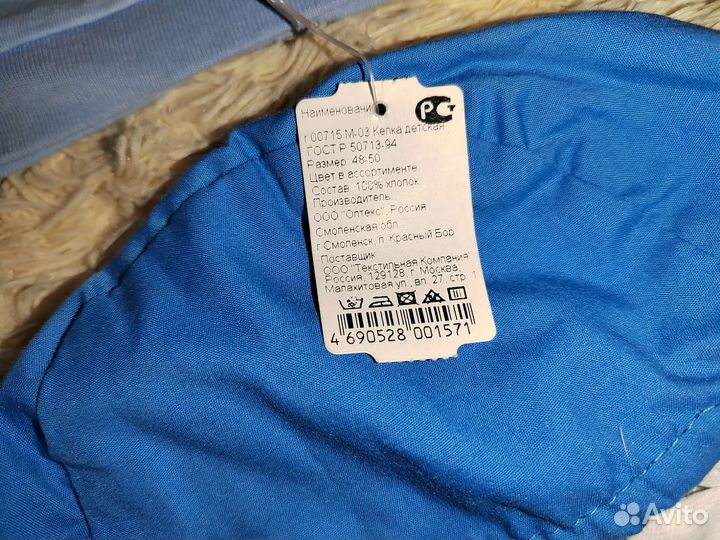 Наименование
РСТ
г 00715 М-03 Кепка детская
ГОСТ Р 50713-94
Размер 48-50
Цвет в ассортименте
Состав 100% хлопок
Производитель
ООО "Оптекс", Россия
Смоленская обл.
г Смоленск, п. Красный Бор
Поставщик
ООО "Текстильная Компания"
Россия, 129128, г. Москва,
Малахитовая ул., вл. 27, стр. 1
4 690528 001571
Avito